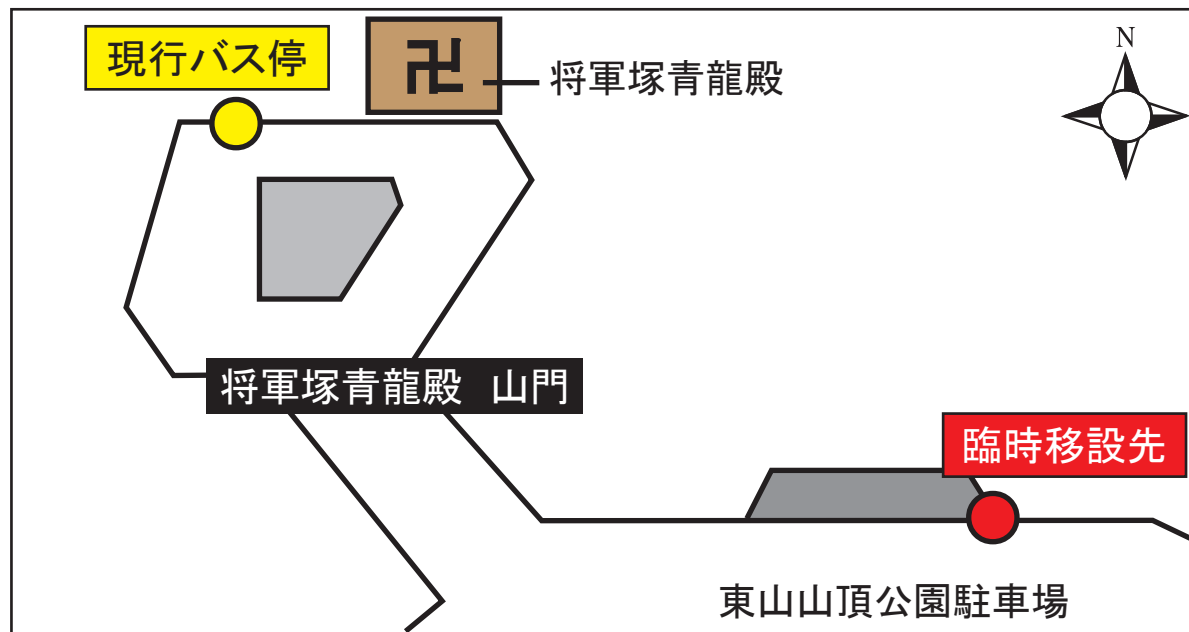 現行バス停
卍
将軍塚青龍殿
N
将軍塚青龍殿　山門
臨時移設先
東山山頂公園駐車場